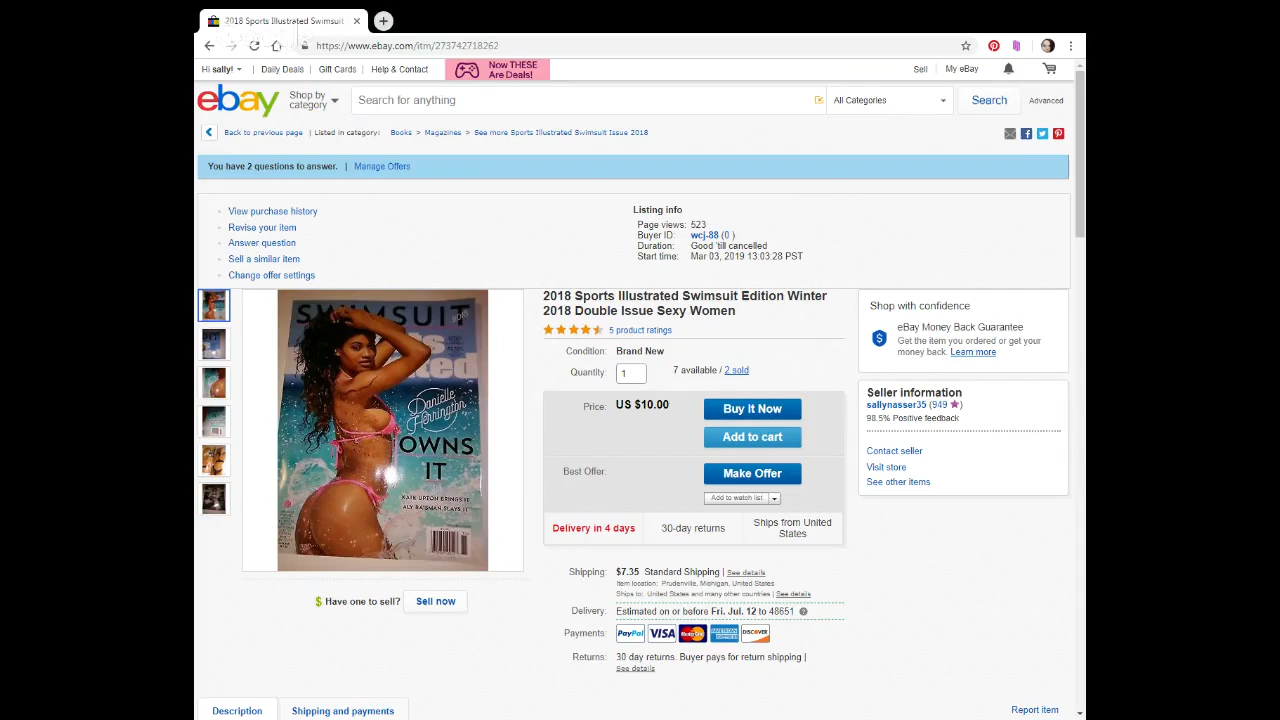 2018 Sports Illustrated Swimsuit
https://www.ebay.com/itm/273742718262
Hi sally! | Daily Deals | Gift Cards | Help & Contact
Now THESE
Are Deals!
Sell My eBay
ebay
Shop by
category
Search for anything
All Categories
Search
Advanced
Back to previous page | Listed in category: Books > Magazines > See more Sports Illustrated Swimsuit Issue 2018
You have 2 questions to answer. | Manage Offers
View purchase history
Revise your item
Answer question
Sell a similar item
Change offer settings
Listing info
Page views: 523
Buyer ID: wcj-88 (0 )
Duration: Good 'till cancelled
Start time: Mar 03, 2019 13:03:28 PST
SWIMSUIT
2018
Danielle
Herrington
OWNS
IT
KATE UPTON BRINGS IT
ALY RAISMAN SLAYS IT
2018 Sports Illustrated Swimsuit Edition Winter
2018 Double Issue Sexy Women
5 product ratings
Condition: Brand New
Quantity: 1 7 available / 2 sold
Price: US $10.00
Buy It Now
Add to cart
Best Offer:
Make Offer
Add to watch list
Delivery in 4 days
30-day returns
Ships from United
States
Shipping: $7.35 Standard Shipping | See details
Item location: Prudenville, Michigan, United States
Ships to: United States and many other countries | See details
Delivery: Estimated on or before Fri. Jul. 12 to 48651
Payments: PayPal VISA MasterCard AMERICAN EXPRESS DISCOVER
Returns: 30 day returns. Buyer pays for return shipping |
See details
$ Have one to sell? Sell now
Shop with confidence
eBay Money Back Guarantee
Get the item you ordered or get your
money back. Learn more
Seller information
sallynasser35 (949 )
98.5% Positive feedback
Contact seller
Visit store
See other items
Description
Shipping and payments
Report item